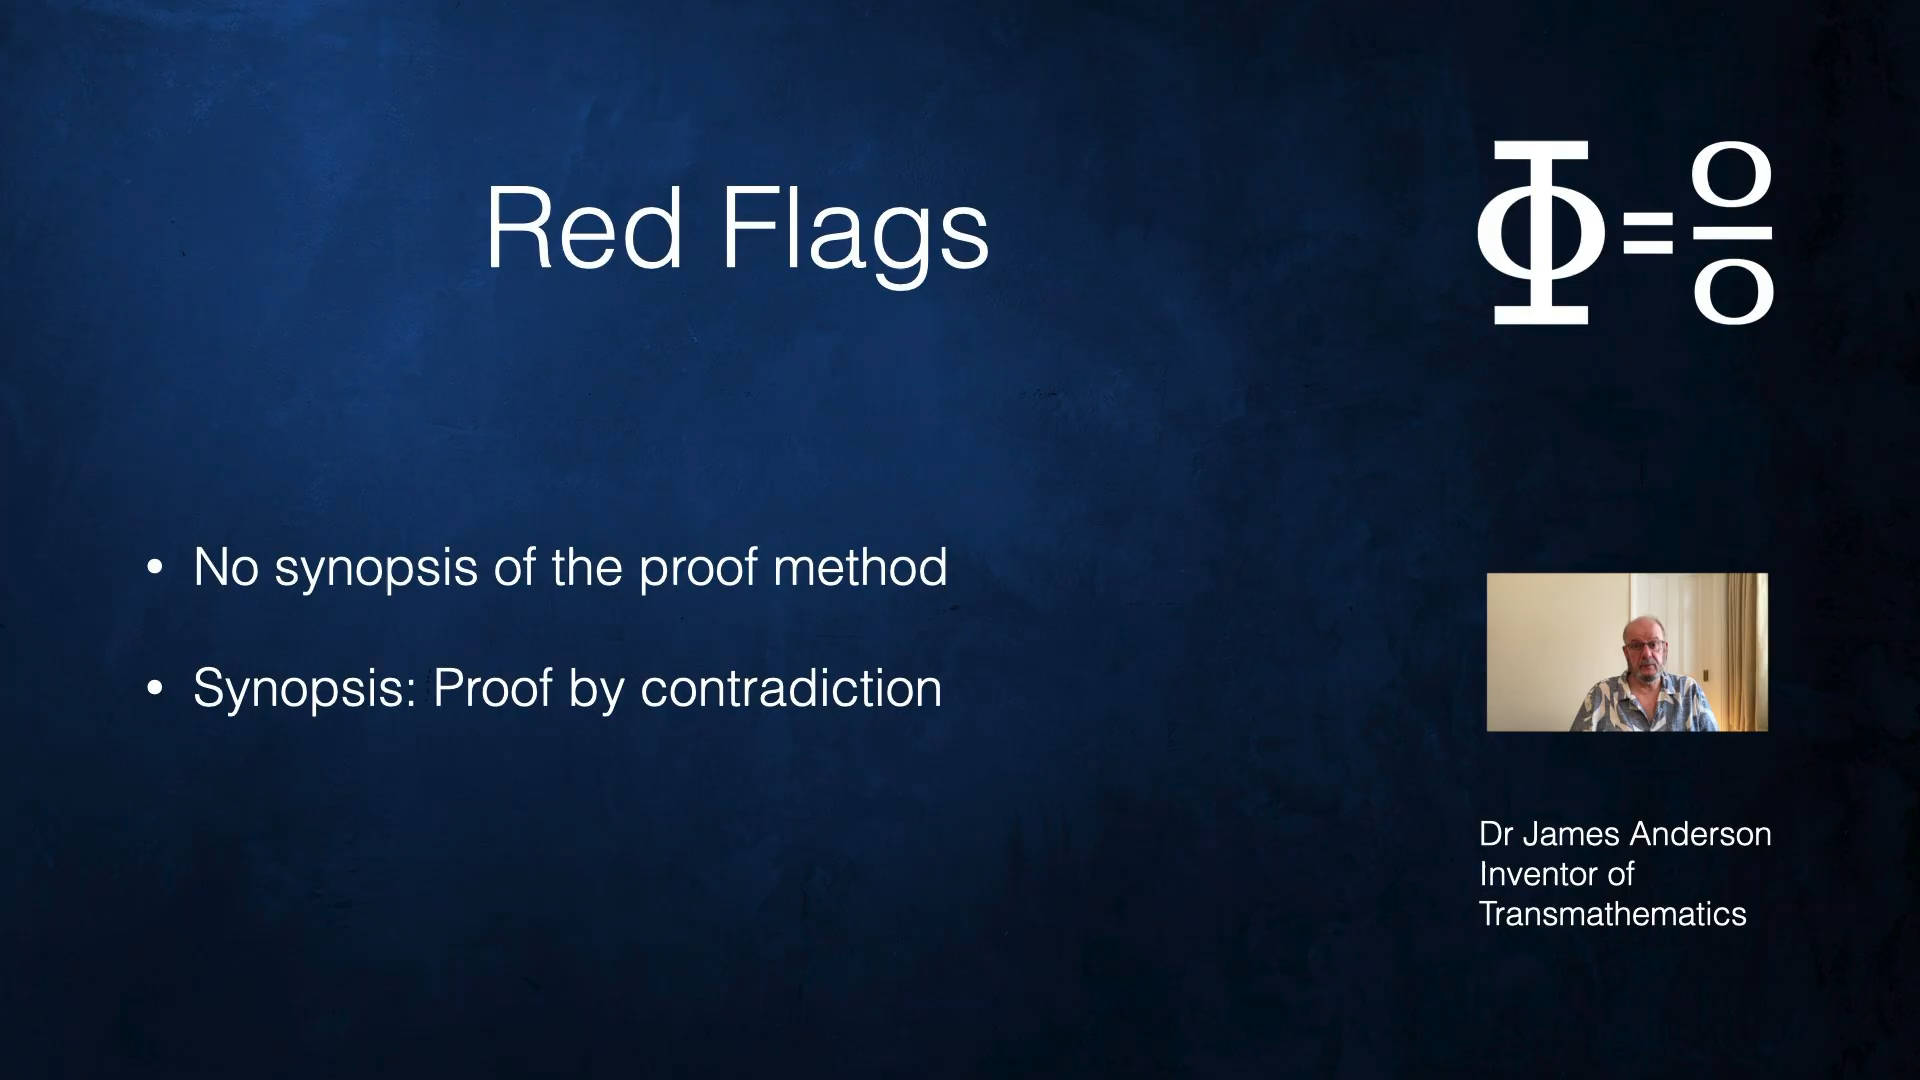 Red Flags
Φ=0/0
• No synopsis of the proof method
• Synopsis: Proof by contradiction
Dr James Anderson
Inventor of
Transmathematics